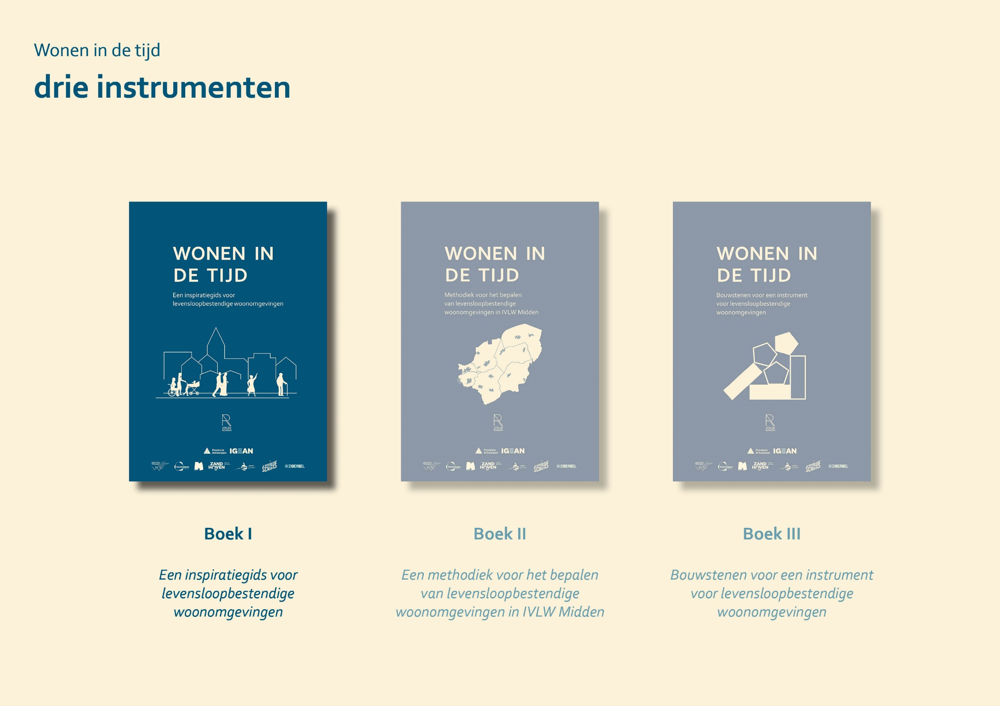 Wonen in de tijd
drie instrumenten
WONEN IN
DE TIJD
Een inspiratiegids voor
levensloopbestendige woonomgevingen
ATELIER
ROMAIN
Provincie
Antwerpen
IGEAN
Wommelgem
M
ZAND
HOVEN
SCHILDE
ZOERSEL
WONEN IN
DE TIJD
Methodiek voor het bepalen
van levensloopbestendige
woonomgevingen in IVLW Midden
ATELIER
ROMAIN
Provincie
Antwerpen
IGEAN
Wommelgem
M
ZAND
HOVEN
SCHILDE
ZOERSEL
WONEN IN
DE TIJD
Bouwstenen voor een instrument
voor levensloopbestendige
woonomgevingen
ATELIER
ROMAIN
Provincie
Antwerpen
IGEAN
Wommelgem
M
ZAND
HOVEN
SCHILDE
ZOERSEL
Boek I
Een inspiratiegids voor
levensloopbestendige
woonomgevingen
Boek II
Een methodiek voor het bepalen
van levensloopbestendige
woonomgevingen in IVLW Midden
Boek III
Bouwstenen voor een instrument
voor levensloopbestendige
woonomgevingen